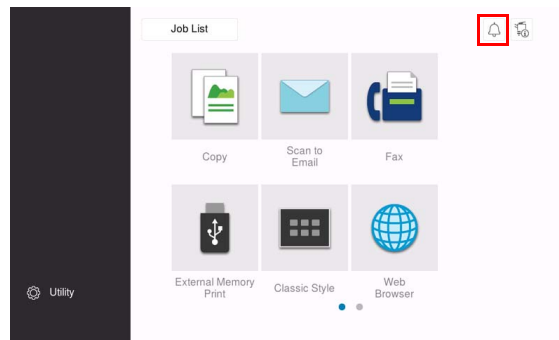 Job List
Copy
Scan to
Email
Fax
External Memory
Print
Classic Style
Web
Browser
Utility